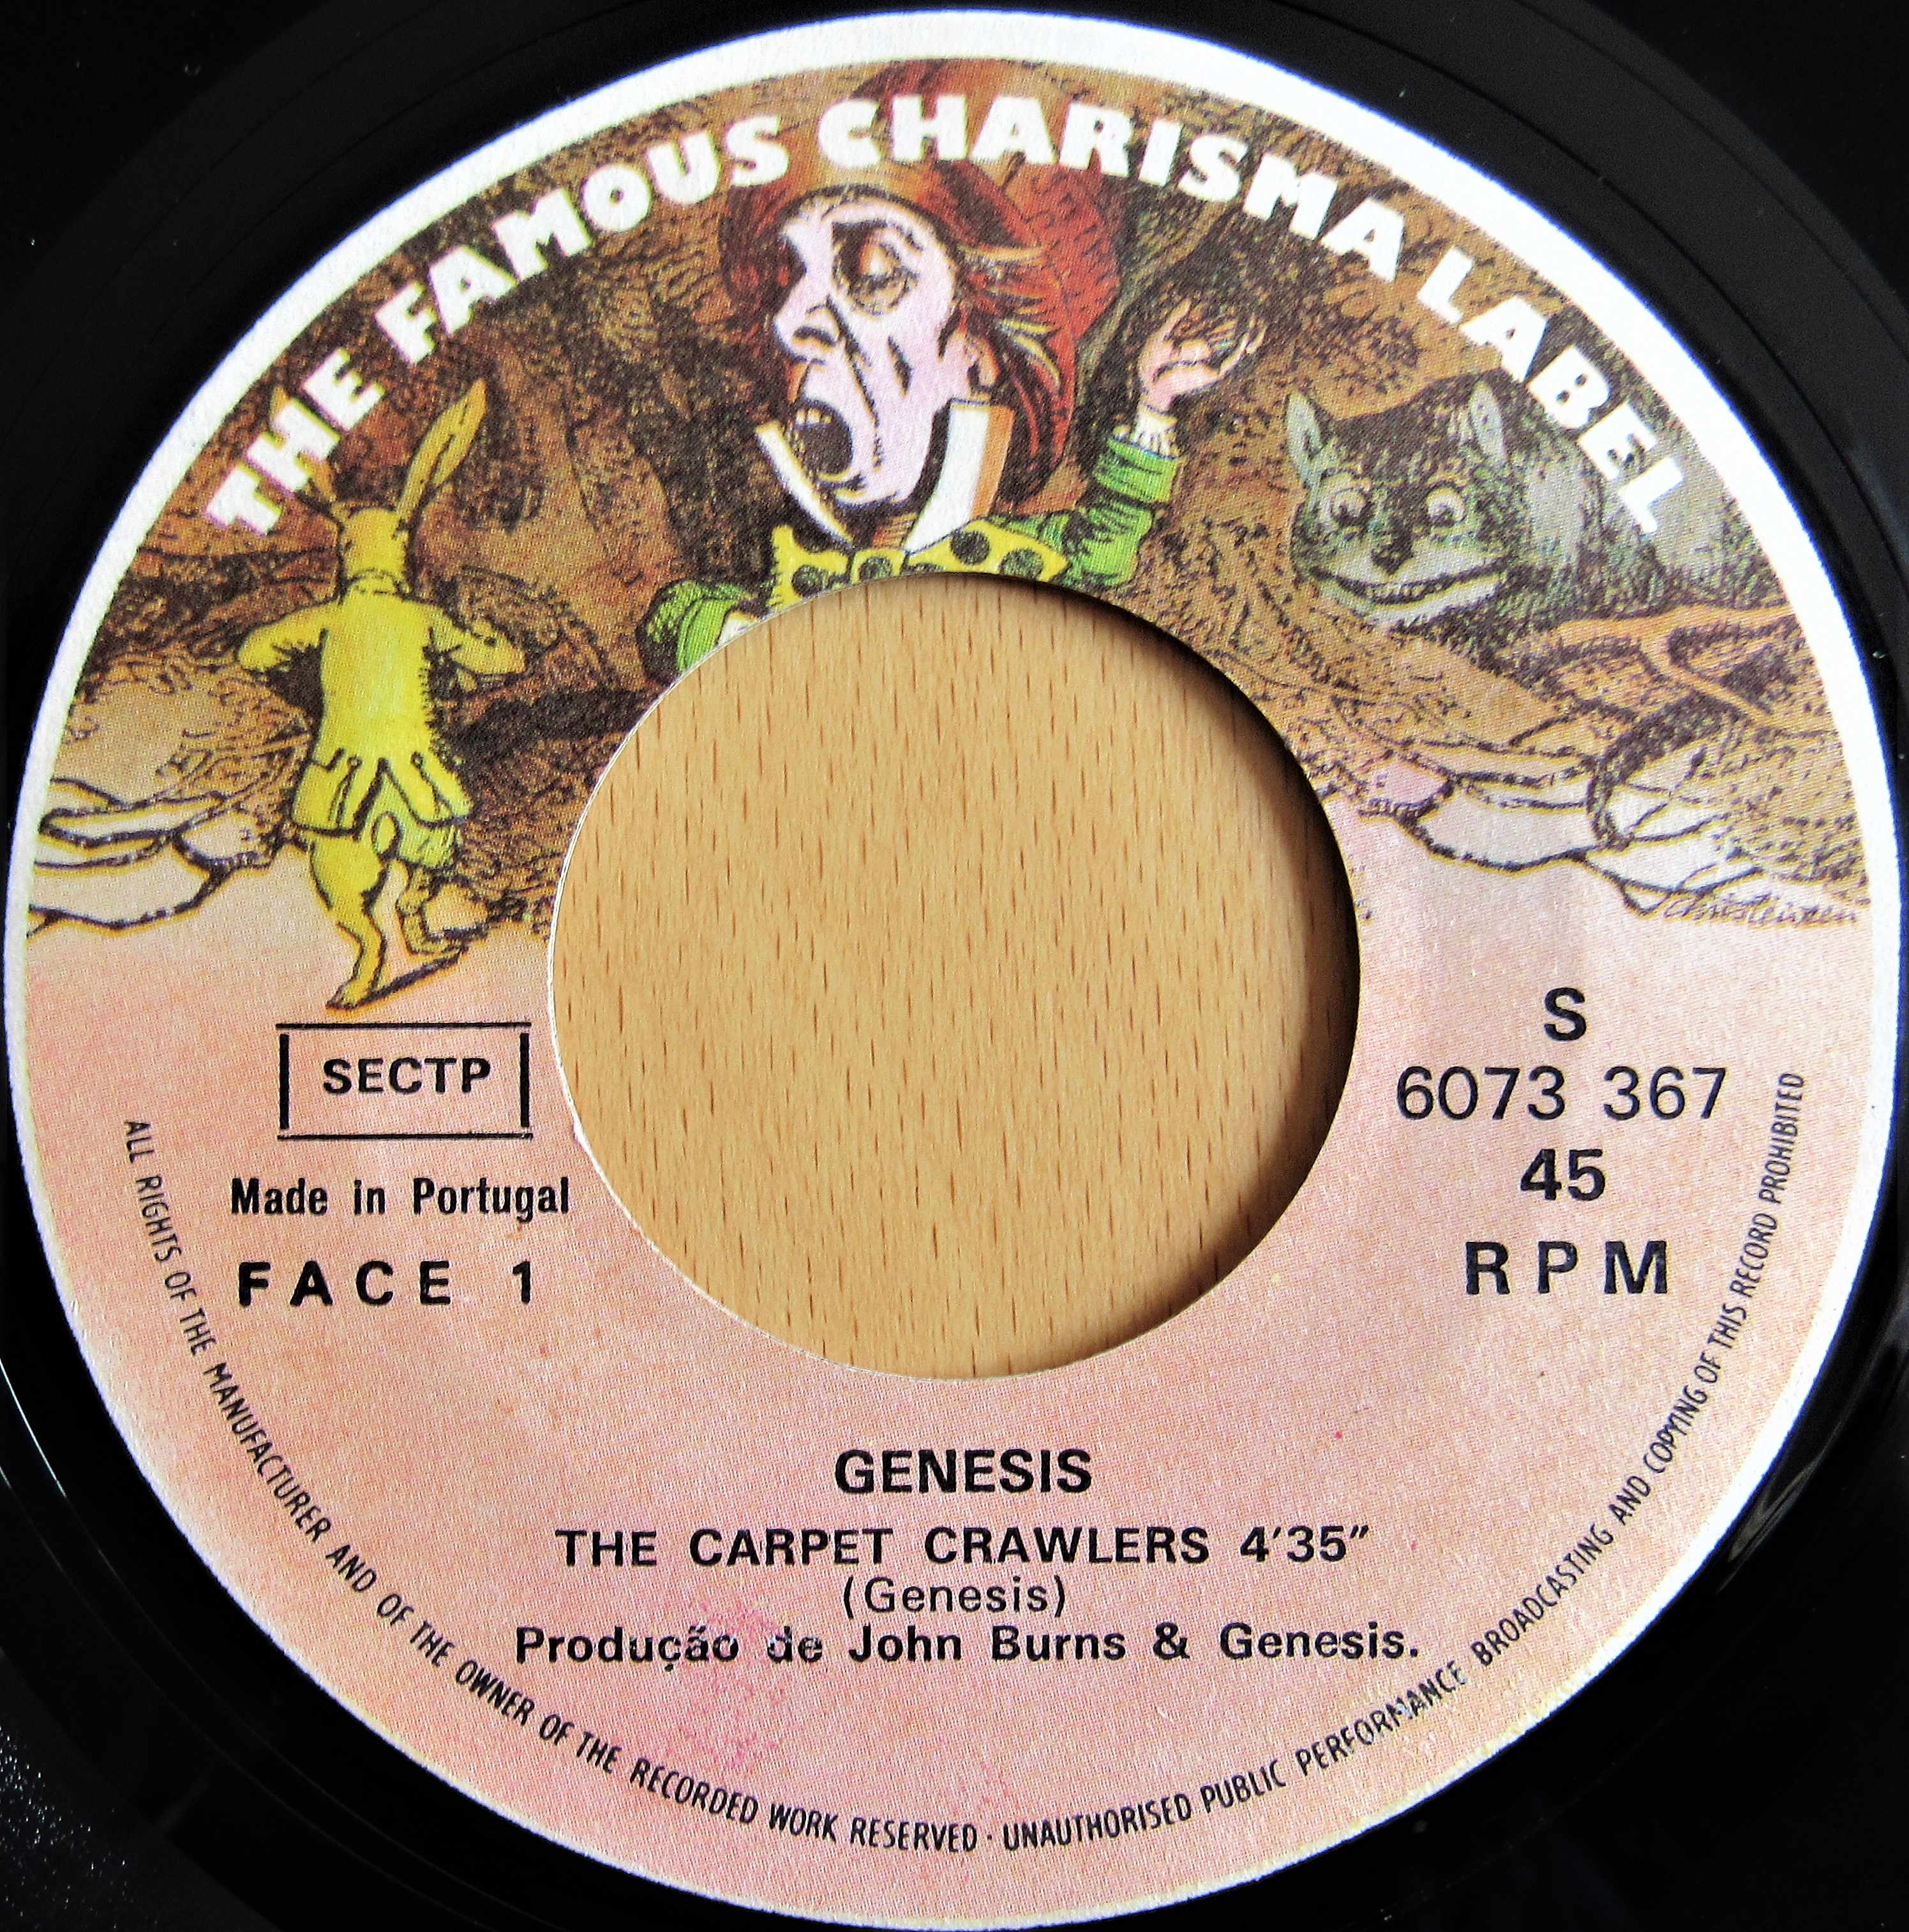 THE FAMOUS CHARISMA LABEL
SECTP
Made in Portugal
FACE 1
S
6073 367
45
RPM
GENESIS
THE CARPET CRAWLERS 4'35"
(Genesis)
Produção de John Burns & Genesis.
ALL RIGHTS OF THE MANUFACTURER AND OF THE OWNER OF THE RECORDED WORK RESERVED · UNAUTHORISED PUBLIC PERFORMANCE BROADCASTING AND COPYING OF THIS RECORD PROHIBITED